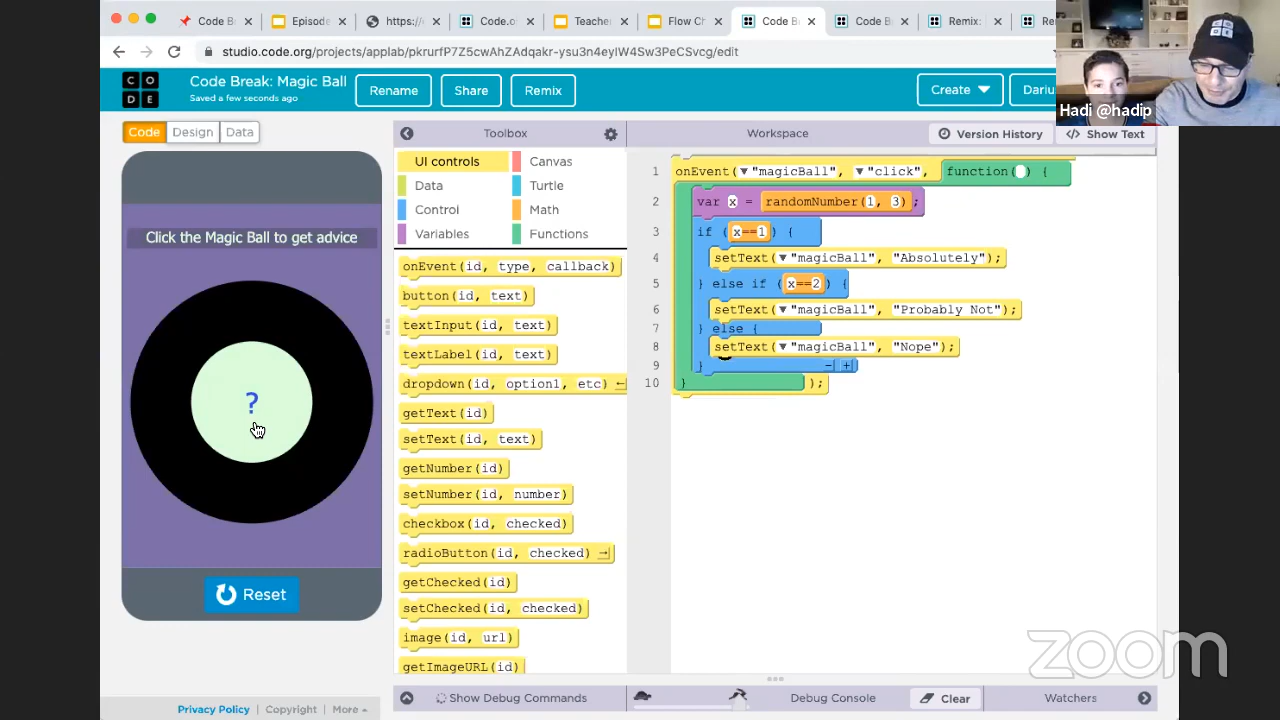 Code B
Episode
https://
Code.o
Teache
Flow Ch
Code B
Code B
Remix:
Re
studio.code.org/projects/applab/pkrurfP7Z5cwAhZAdqakr-ysu3n4eyIW4Sw3PeCSvcg/edit
CODE
Code Break: Magic Ball
Saved a few seconds ago
Rename
Share
Remix
Create
Dariu
Hadi @hadip
Code
Design
Data
Toolbox
Workspace
Version History
</> Show Text
Click the Magic Ball to get advice
?
Reset
UI controls
Canvas
Data
Turtle
Control
Math
Variables
Functions
onEvent(id, type, callback)
button(id, text)
textInput(id, text)
textLabel(id, text)
dropdown(id, option1, etc)
getText(id)
setText(id, text)
getNumber(id)
setNumber(id, number)
checkbox(id, checked)
radioButton(id, checked)
getChecked(id)
setChecked(id, checked)
image(id, url)
getImageURL(id)
1 onEvent("magicBall", "click", function() {
2 var x = randomNumber(1, 3);
3 if (x==1) {
4 setText("magicBall", "Absolutely");
5 } else if (x==2) {
6 setText("magicBall", "Probably Not");
7 } else {
8 setText("magicBall", "Nope");
9 } - +
10 });
Show Debug Commands
Debug Console
Clear
Watchers
Privacy Policy | Copyright | More
zoom